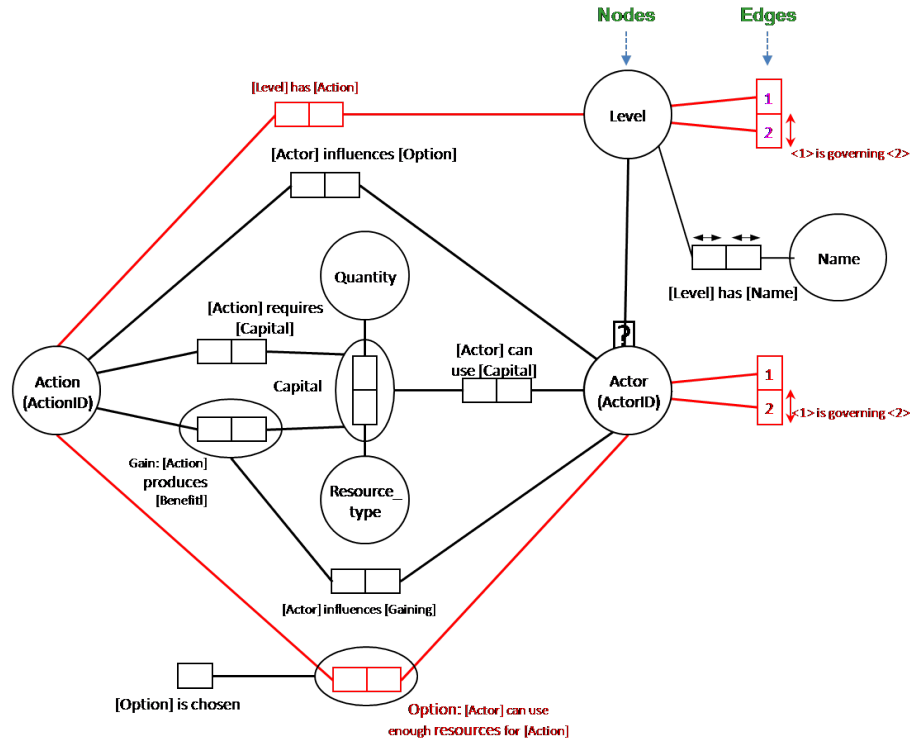 Nodes
Edges
[Level] has [Action]
Level
1
2
<1> is governing <2>
[Actor] influences [Option]
Quantity
Name
[Level] has [Name]
[Action] requires
[Capital]
[Actor] can
use [Capital]
?
Action
(ActionID)
Capital
Actor
(ActorID)
1
2
<1> is governing <2>
Gain: [Action]
produces
[Benefit]
Resource_
type
[Actor] influences [Gaining]
[Option] is chosen
Option: [Actor] can use
enough resources for [Action]